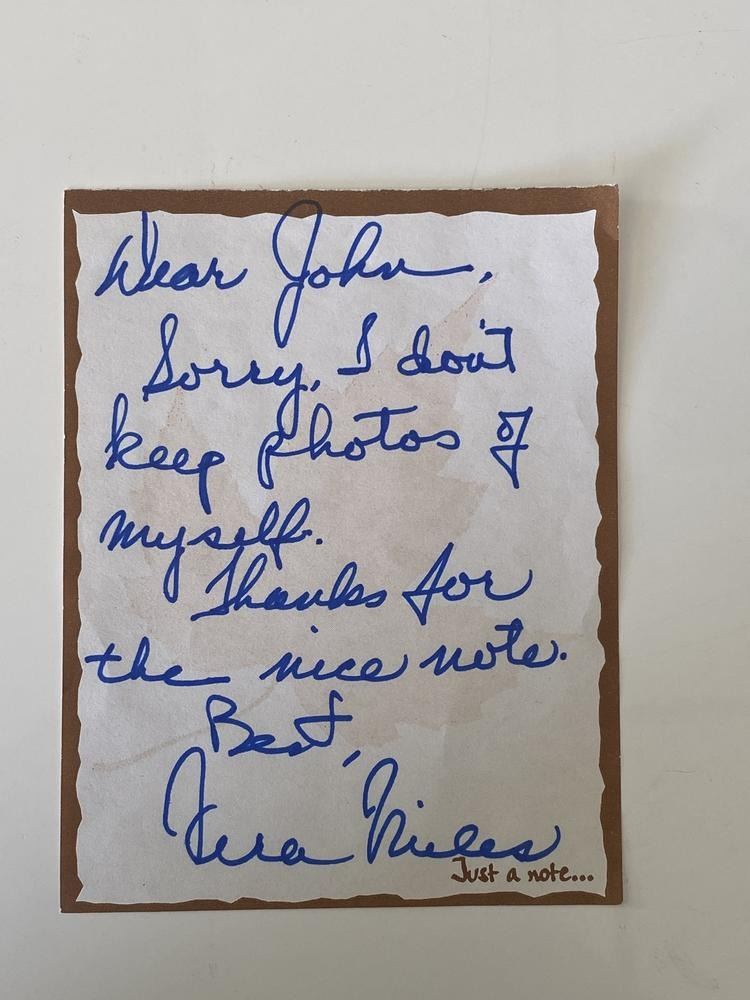 Dear John,
Sorry, I don't
keep photos of
myself.
Thanks for
the nice note.
Best,
Vera Miles
Just a note...